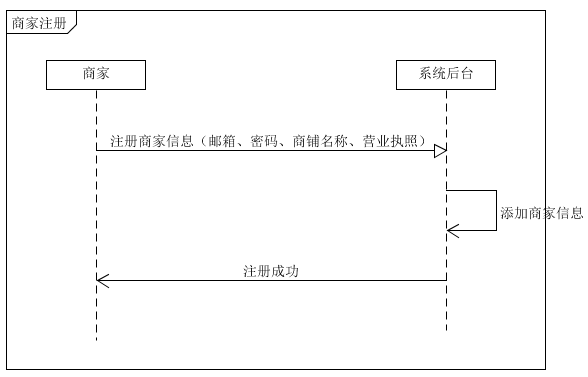 商家注册
商家
系统后台
注册商家信息（邮箱、密码、商铺名称、营业执照）
添加商家信息
注册成功